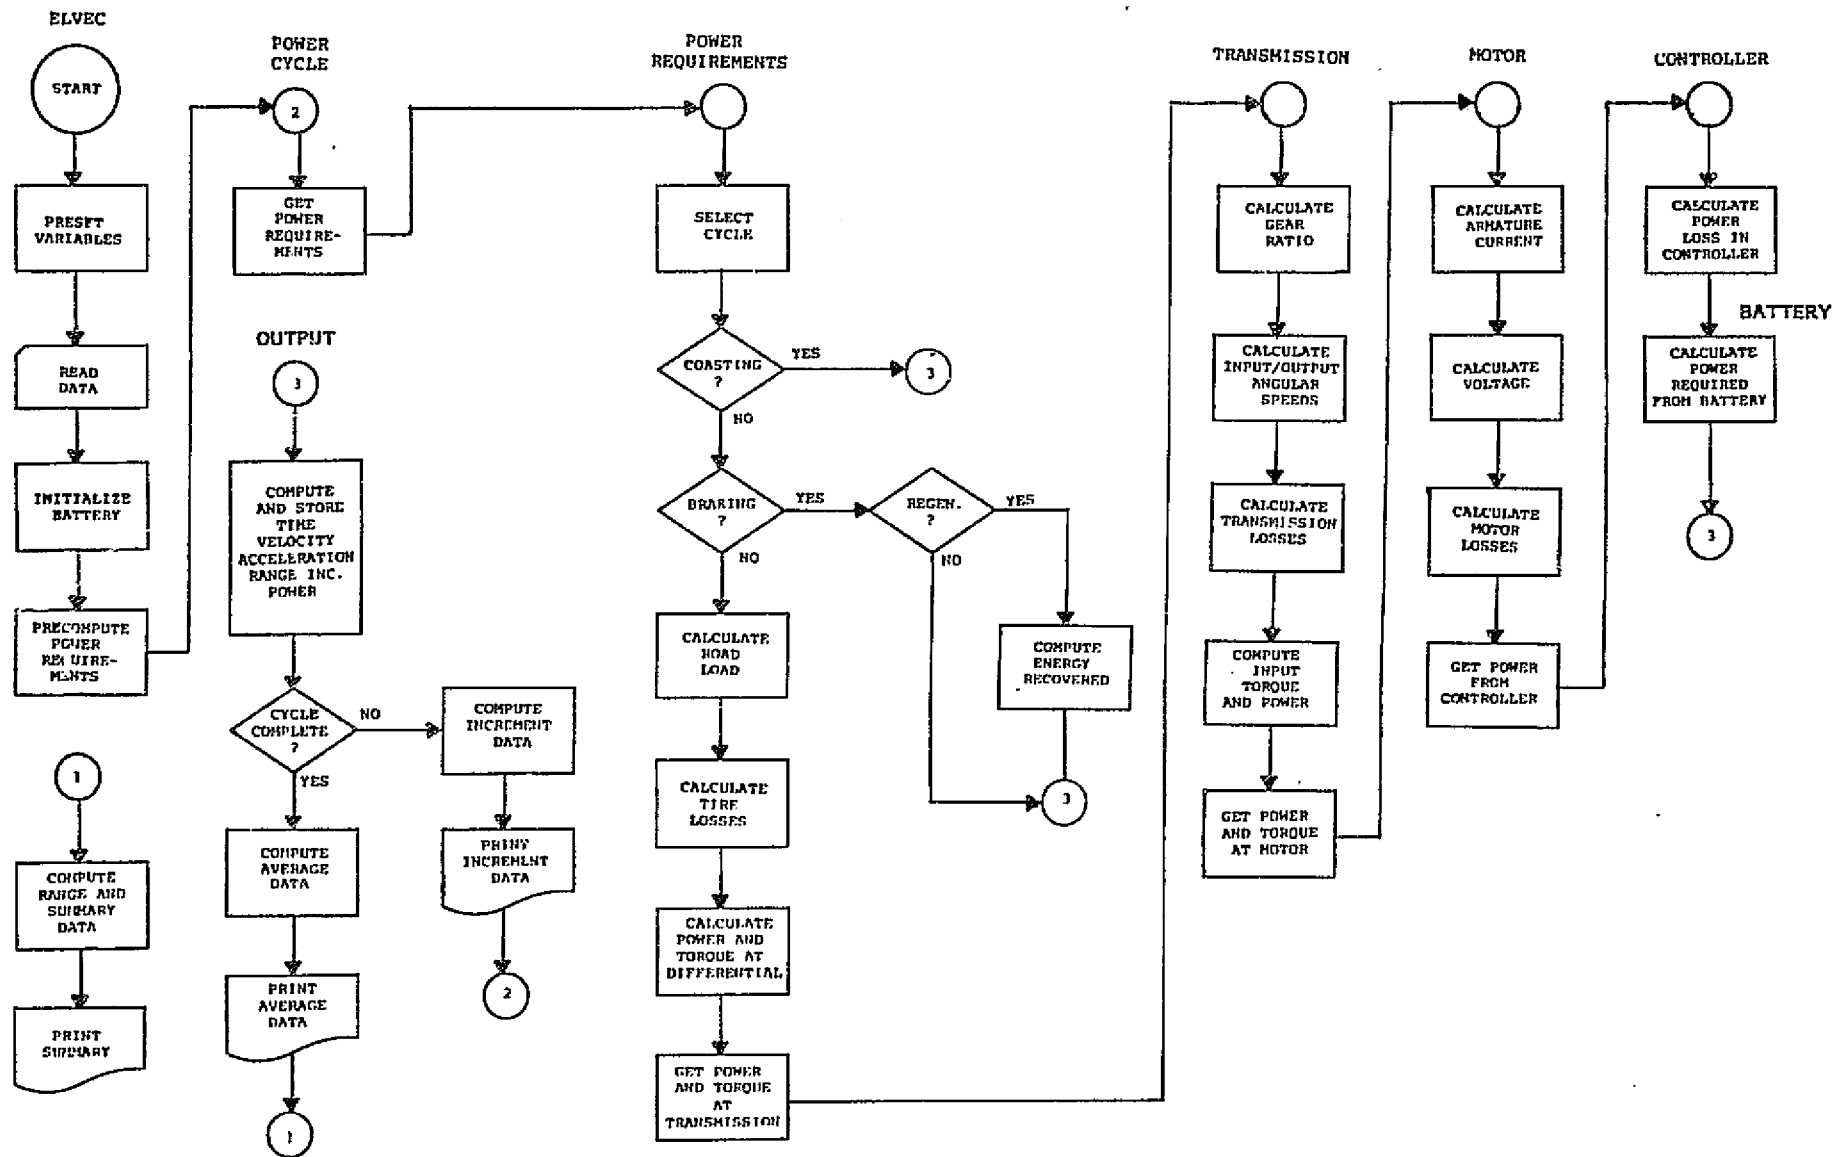 ELVEC
START
PRESET
VARIABLES
READ
DATA
INITIALIZE
BATTERY
PRECOMPUTE
POWER
REQUIRE-
MENTS
1
COMPUTE
RANGE AND
SUMMARY
DATA
PRINT
SUMMARY
POWER
CYCLE
2
GET
POWER
REQUIRE-
MENTS
OUTPUT
3
COMPUTE
AND STORE
TIME
VELOCITY
ACCELERATION
RANGE INC.
POWER
CYCLE
COMPLETE
?
NO
YES
COMPUTE
INCREMENT
DATA
PRINT
INCREMENT
DATA
2
COMPUTE
AVERAGE
DATA
PRINT
AVERAGE
DATA
1
POWER
REQUIREMENTS
SELECT
CYCLE
COASTING
?
YES
3
NO
BRAKING
?
YES
NO
REGEN.
?
YES
NO
COMPUTE
ENERGY
RECOVERED
3
CALCULATE
ROAD
LOAD
CALCULATE
TIRE
LOSSES
CALCULATE
POWER AND
TORQUE AT
DIFFERENTIAL
GET POWER
AND TORQUE
AT
TRANSMISSION
TRANSMISSION
CALCULATE
GEAR
RATIO
CALCULATE
INPUT/OUTPUT
ANGULAR
SPEEDS
CALCULATE
TRANSMISSION
LOSSES
COMPUTE
INPUT
TORQUE
AND POWER
GET POWER
AND TORQUE
AT MOTOR
MOTOR
CALCULATE
ARMATURE
CURRENT
CALCULATE
VOLTAGE
CALCULATE
MOTOR
LOSSES
GET POWER
FROM
CONTROLLER
CONTROLLER
CALCULATE
POWER
LOSS IN
CONTROLLER
BATTERY
CALCULATE
POWER
REQUIRED
FROM BATTERY
3